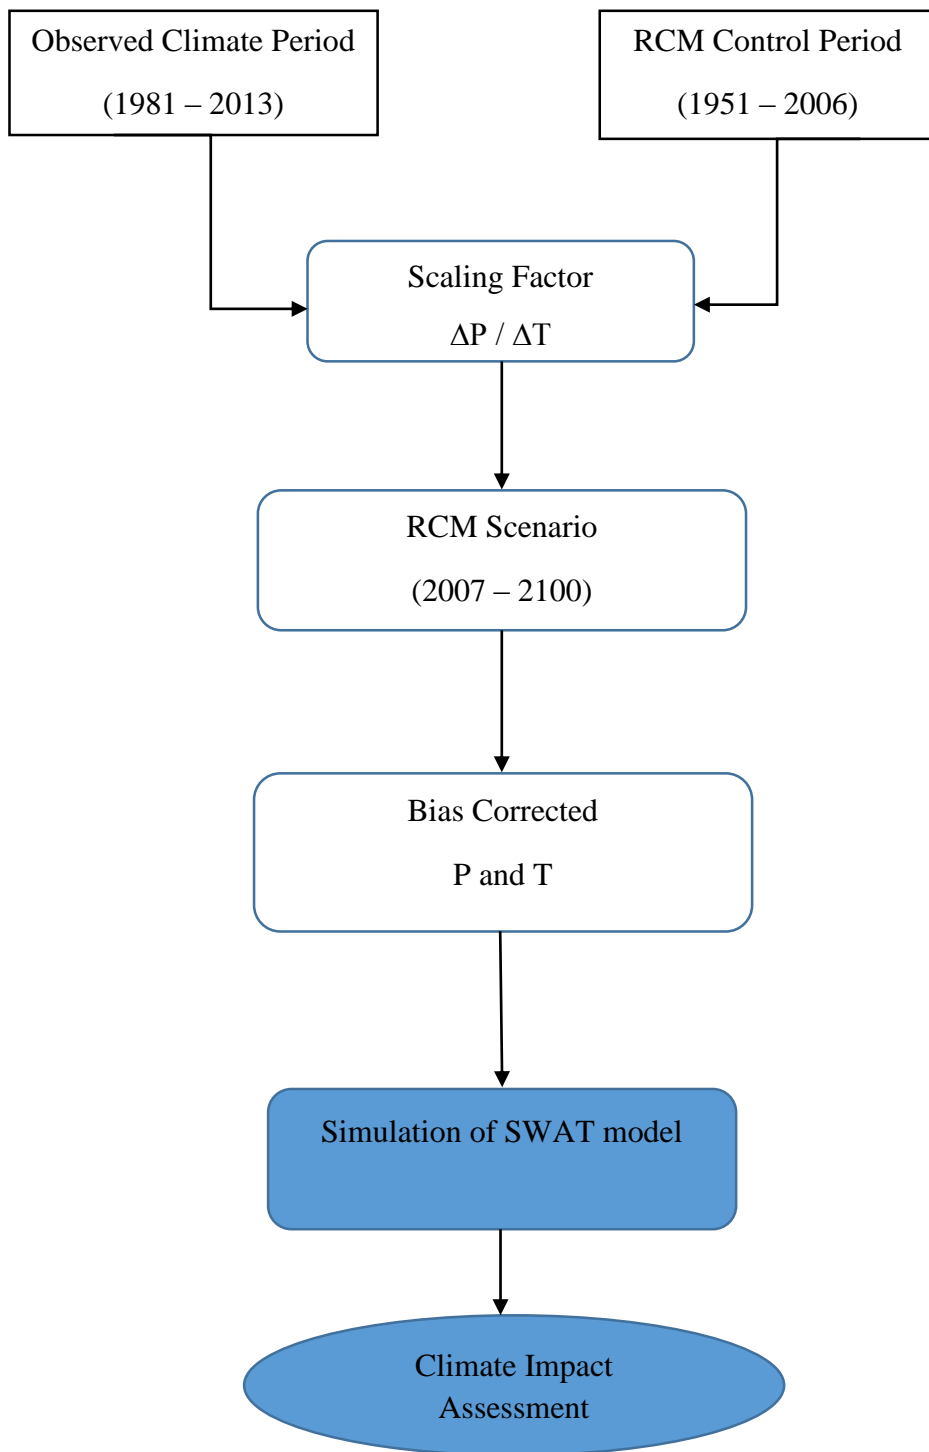 Observed Climate Period
(1981 – 2013)
RCM Control Period
(1951 – 2006)
Scaling Factor
ΔP / ΔT
RCM Scenario
(2007 – 2100)
Bias Corrected
P and T
Simulation of SWAT model
Climate Impact
Assessment